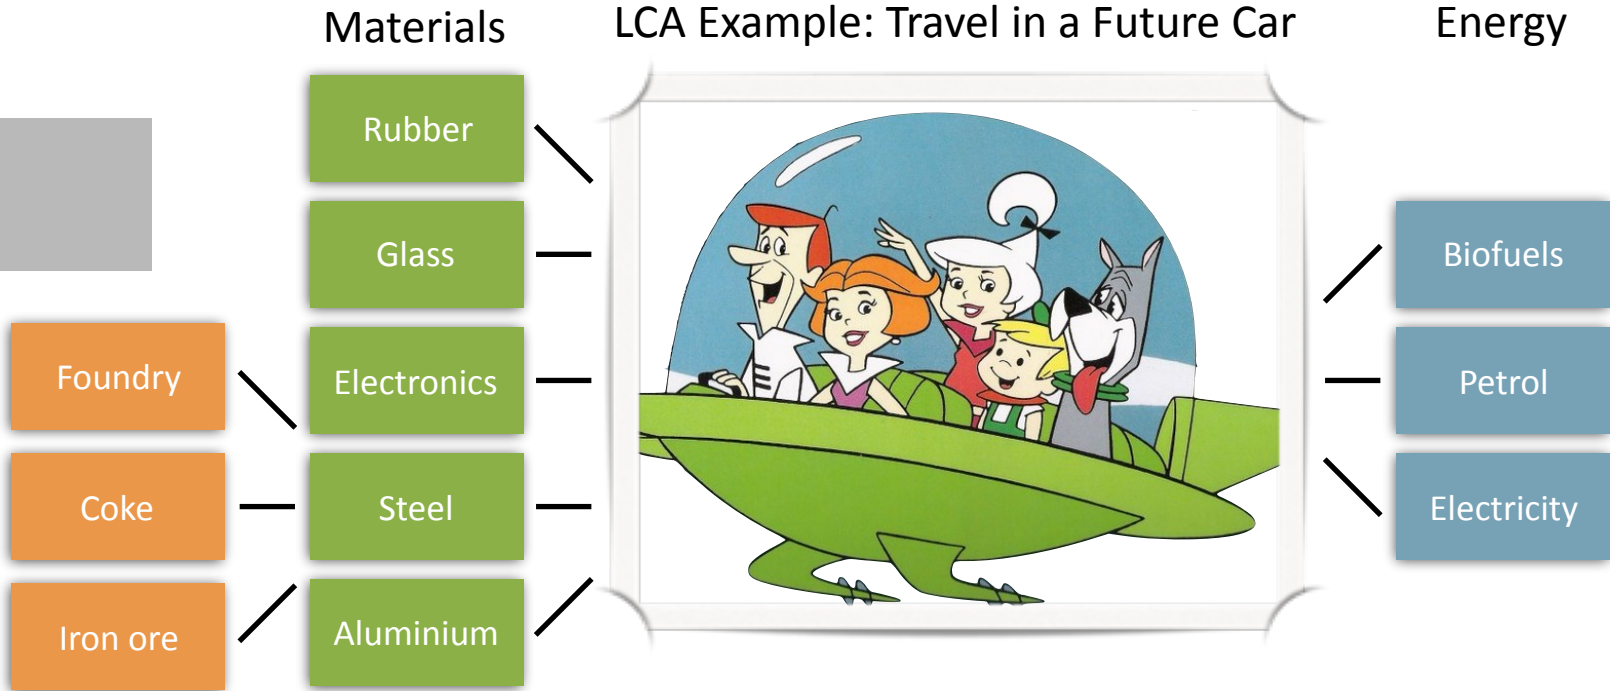 Materials
LCA Example: Travel in a Future Car
Energy
Rubber
Glass
Electronics
Steel
Aluminium
Foundry
Coke
Iron ore
Biofuels
Petrol
Electricity